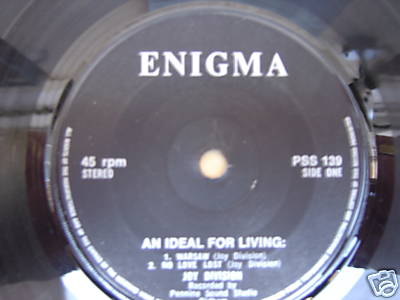 ENIGMA
45 rpm
STEREO
PSS 139
SIDE ONE
AN IDEAL FOR LIVING:
1. WARSAW (Joy Division)
2. NO LOVE LOST (Joy Division)
JOY DIVISION
Recorded by
Pennine Sound Studio
ebY